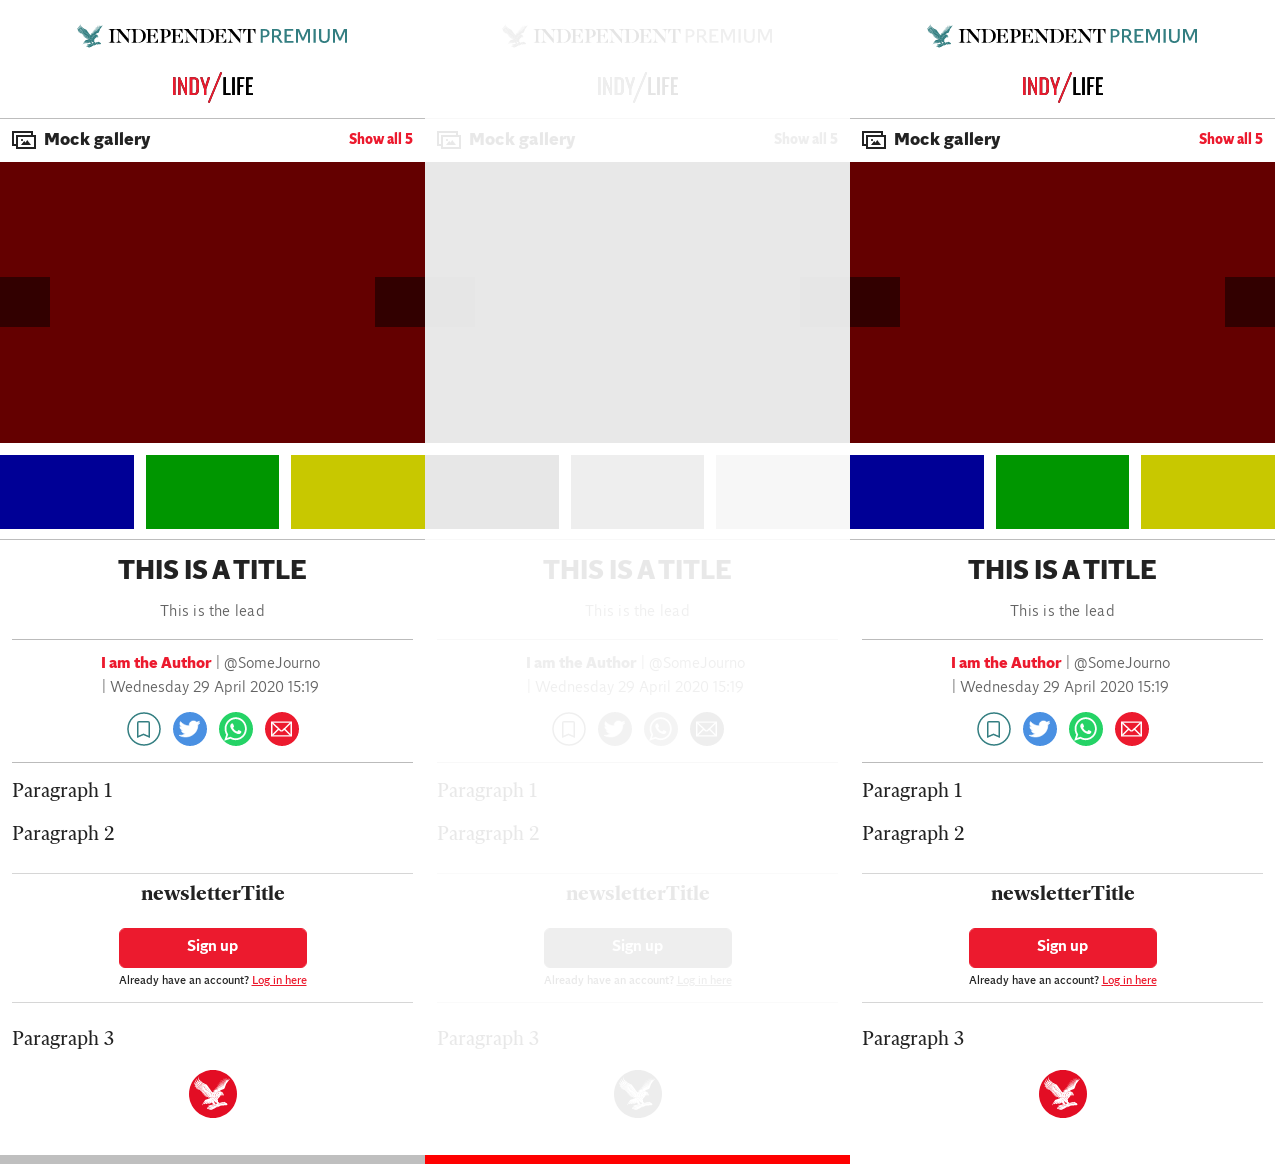 INDEPENDENT PREMIUM
INDY/LIFE
Mock gallery Show all 5
THIS IS A TITLE
This is the lead
I am the Author | @SomeJourno
| Wednesday 29 April 2020 15:19
Paragraph 1
Paragraph 2
newsletterTitle
Sign up
Already have an account? Log in here
Paragraph 3
INDEPENDENT PREMIUM
INDY/LIFE
Mock gallery Show all 5
THIS IS A TITLE
This is the lead
I am the Author | @SomeJourno
| Wednesday 29 April 2020 15:19
Paragraph 1
Paragraph 2
newsletterTitle
Sign up
Already have an account? Log in here
Paragraph 3
INDEPENDENT PREMIUM
INDY/LIFE
Mock gallery Show all 5
THIS IS A TITLE
This is the lead
I am the Author | @SomeJourno
| Wednesday 29 April 2020 15:19
Paragraph 1
Paragraph 2
newsletterTitle
Sign up
Already have an account? Log in here
Paragraph 3